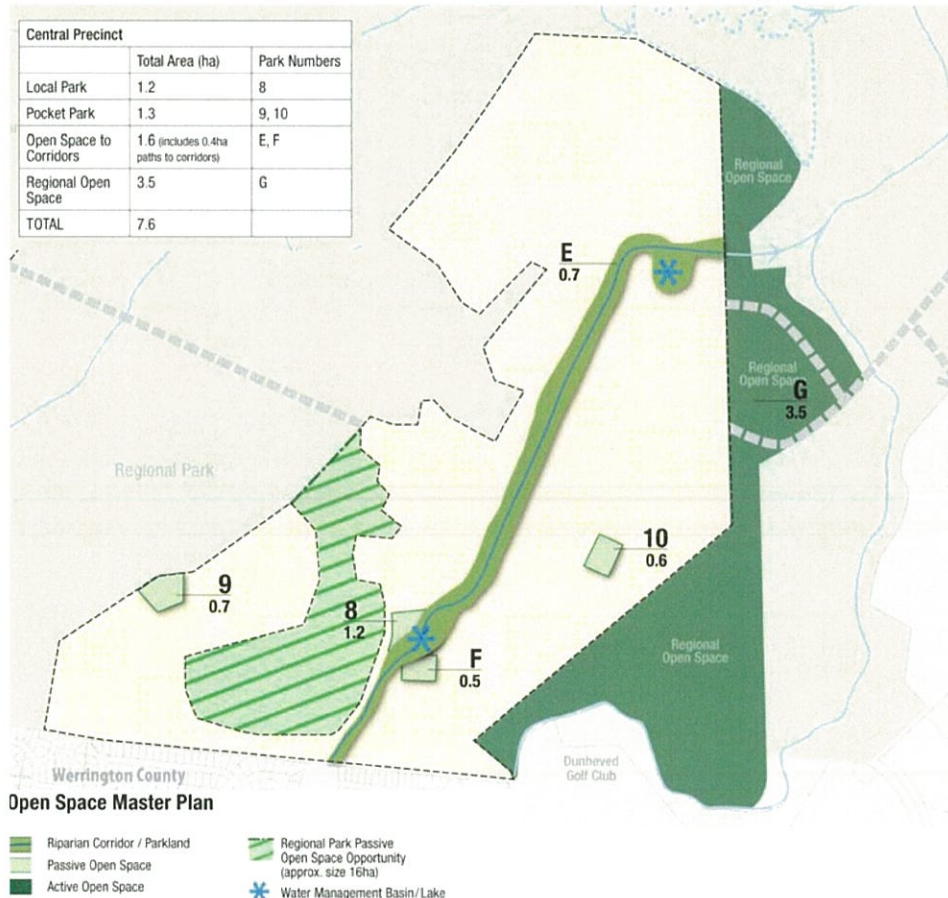 Central Precinct
Total Area (ha) Park Numbers
Local Park 1.2 8
Pocket Park 1.3 9, 10
Open Space to Corridors 1.6 (includes 0.4ha paths to corridors) E, F
Regional Open Space 3.5 G
TOTAL 7.6
Regional
Open Space
E
0.7
Regional
Open Space
G
3.5
Regional Park
10
0.6
9
0.7
8
1.2
F
0.5
Regional
Open Space
Dunheved
Golf Club
Werrington County
Open Space Master Plan
Riparian Corridor / Parkland
Passive Open Space
Active Open Space
Regional Park Passive
Open Space Opportunity
(approx. size 16ha)
Water Management Basin/Lake